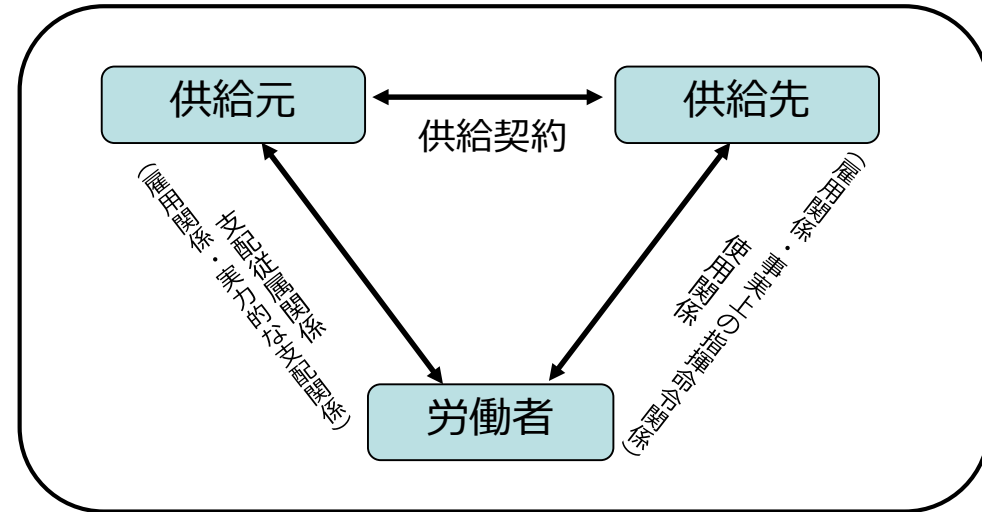 供給元
供給先
供給契約
支配従属関係
(雇用関係・実力的な支配関係)
使用関係
(雇用関係・事実上の指揮命令関係)
労働者